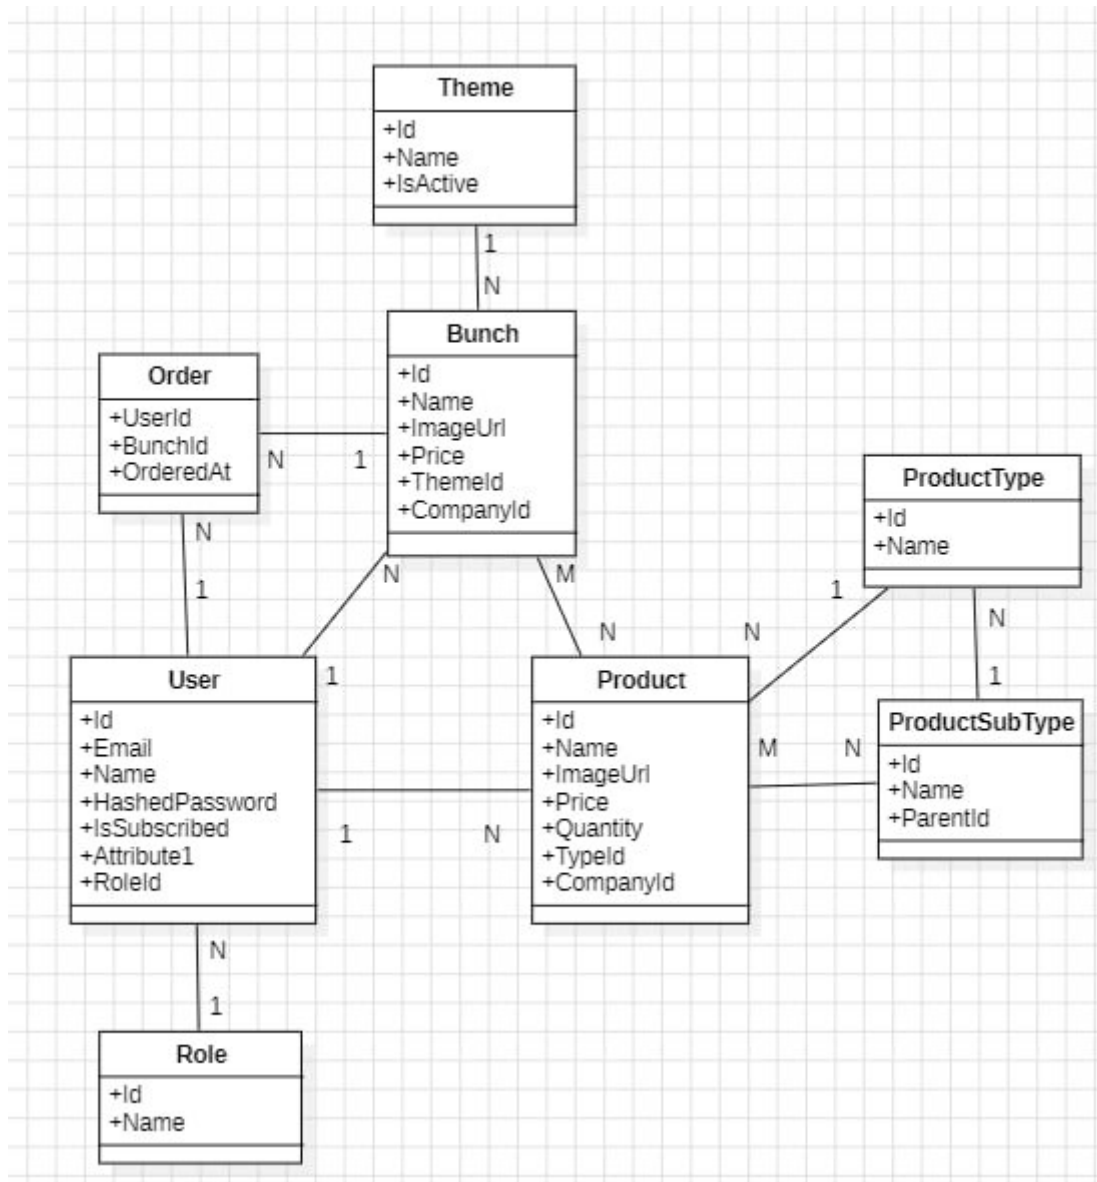 Theme
+Id
+Name
+IsActive
1
N
Bunch
+Id
+Name
+ImageUrl
+Price
+ThemeId
+CompanyId
Order
+UserId
+BunchId
+OrderedAt
N 1
N
1
N
1
M
N
ProductType
+Id
+Name
1
N
N
1
User
+Id
+Email
+Name
+HashedPassword
+IsSubscribed
+Attribute1
+RoleId
1 N
Product
+Id
+Name
+ImageUrl
+Price
+Quantity
+TypeId
+CompanyId
M N
ProductSubType
+Id
+Name
+ParentId
N
1
Role
+Id
+Name